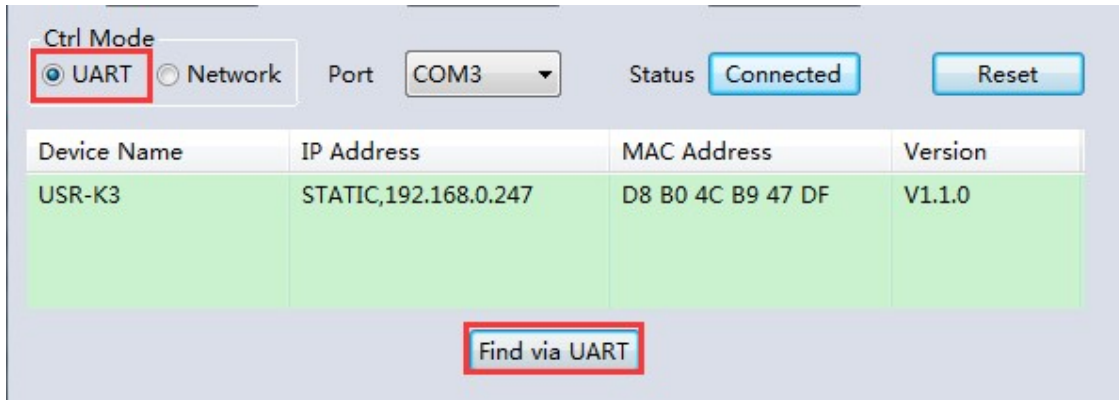 Ctrl Mode
UART Network Port COM3 Status Connected Reset
Device Name IP Address MAC Address Version
USR-K3 STATIC,192.168.0.247 D8 B0 4C B9 47 DF V1.1.0
Find via UART